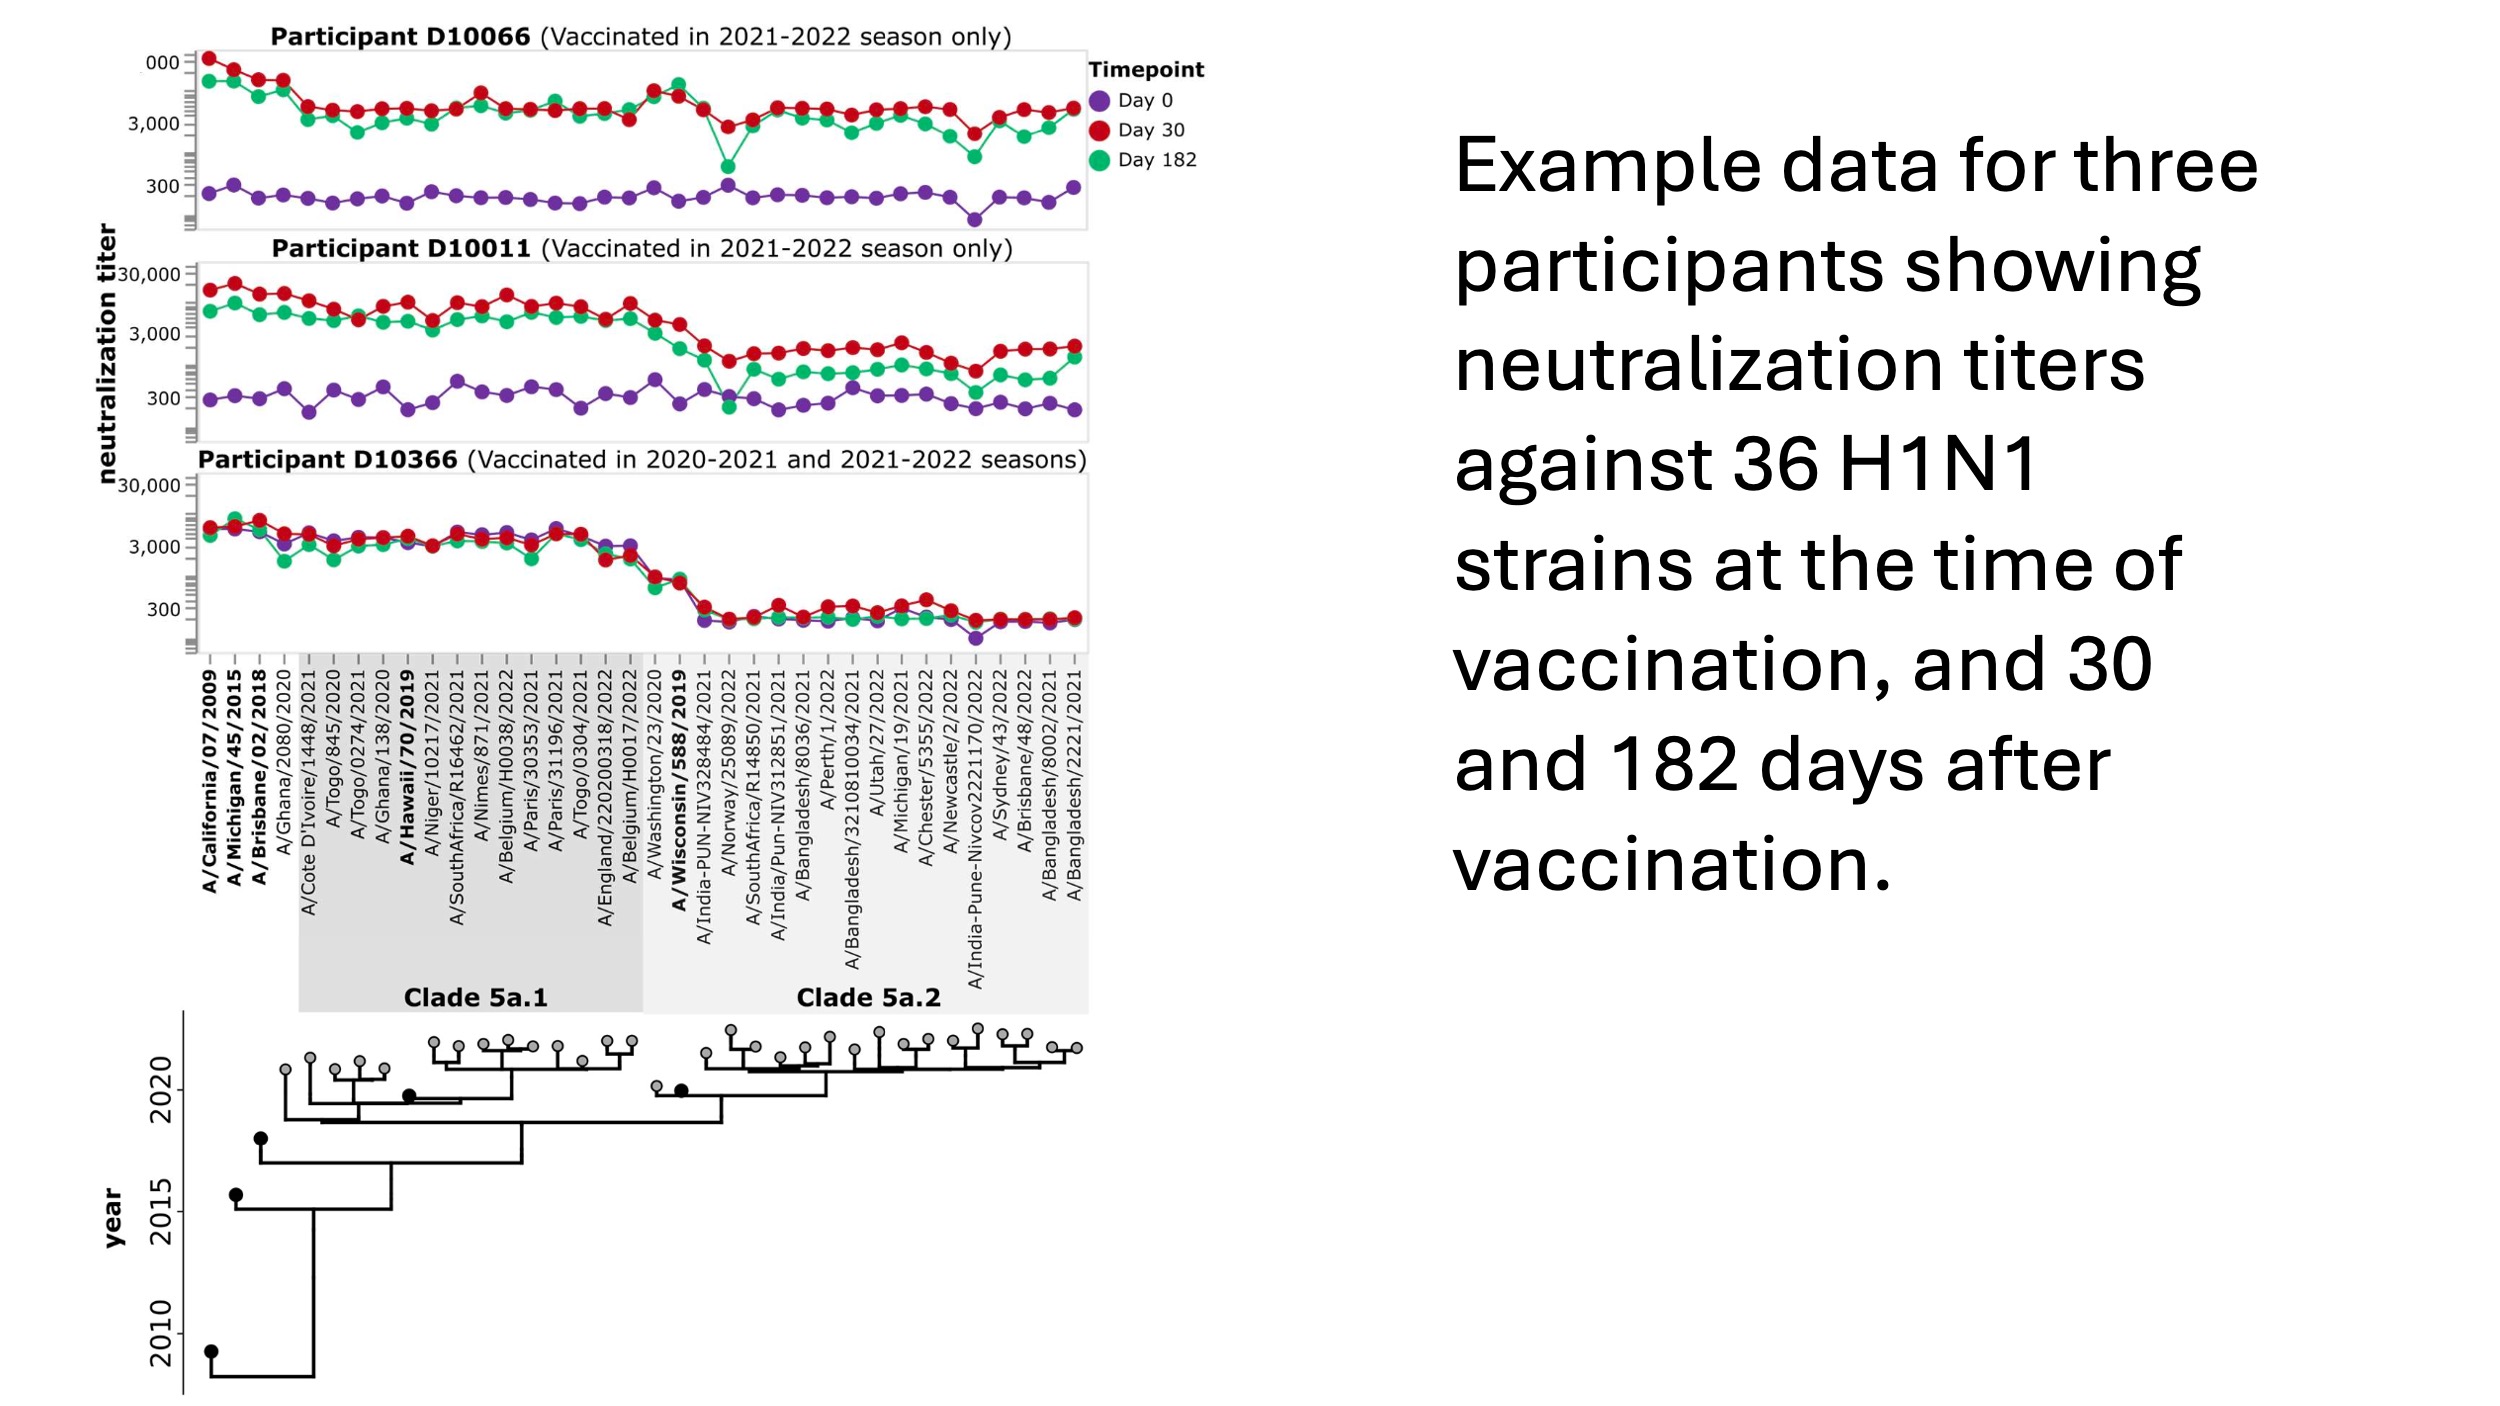 Participant D10066 (Vaccinated in 2021-2022 season only)
000
3,000
300
Timepoint
Day 0
Day 30
Day 182
Participant D10011 (Vaccinated in 2021-2022 season only)
30,000
3,000
300
neutralization titer
Participant D10366 (Vaccinated in 2020-2021 and 2021-2022 seasons)
30,000
3,000
300
A/California/07/2009
A/Michigan/45/2015
A/Brisbane/02/2018
A/Ghana/2080/2020
A/Cote D'Ivoire/1448/2021
A/Togo/845/2020
A/Togo/0274/2021
A/Ghana/138/2020
A/Hawaii/70/2019
A/Niger/10217/2021
A/SouthAfrica/R16462/2021
A/Nimes/871/2021
A/Belgium/H0038/2022
A/Paris/30353/2021
A/Paris/31196/2021
A/Togo/0304/2021
A/England/220200318/2022
A/Belgium/H0017/2022
A/Washington/23/2020
A/Wisconsin/588/2019
A/India-PUN-NIV328484/2021
A/Norway/25089/2022
A/SouthAfrica/R14850/2021
A/India/Pun-NIV312851/2021
A/Bangladesh/8036/2021
A/Perth/1/2022
A/Bangladesh/3210810034/2021
A/Utah/27/2022
A/Michigan/19/2021
A/Chester/5355/2022
A/Newcastle/2/2022
A/India-Pune-Nivcov2221170/2022
A/Sydney/43/2022
A/Brisbane/48/2022
A/Bangladesh/8002/2021
A/Bangladesh/2221/2021
Clade 5a.1
Clade 5a.2
year
2020
2015
2010
Example data for three
participants showing
neutralization titers
against 36 H1N1
strains at the time of
vaccination, and 30
and 182 days after
vaccination.